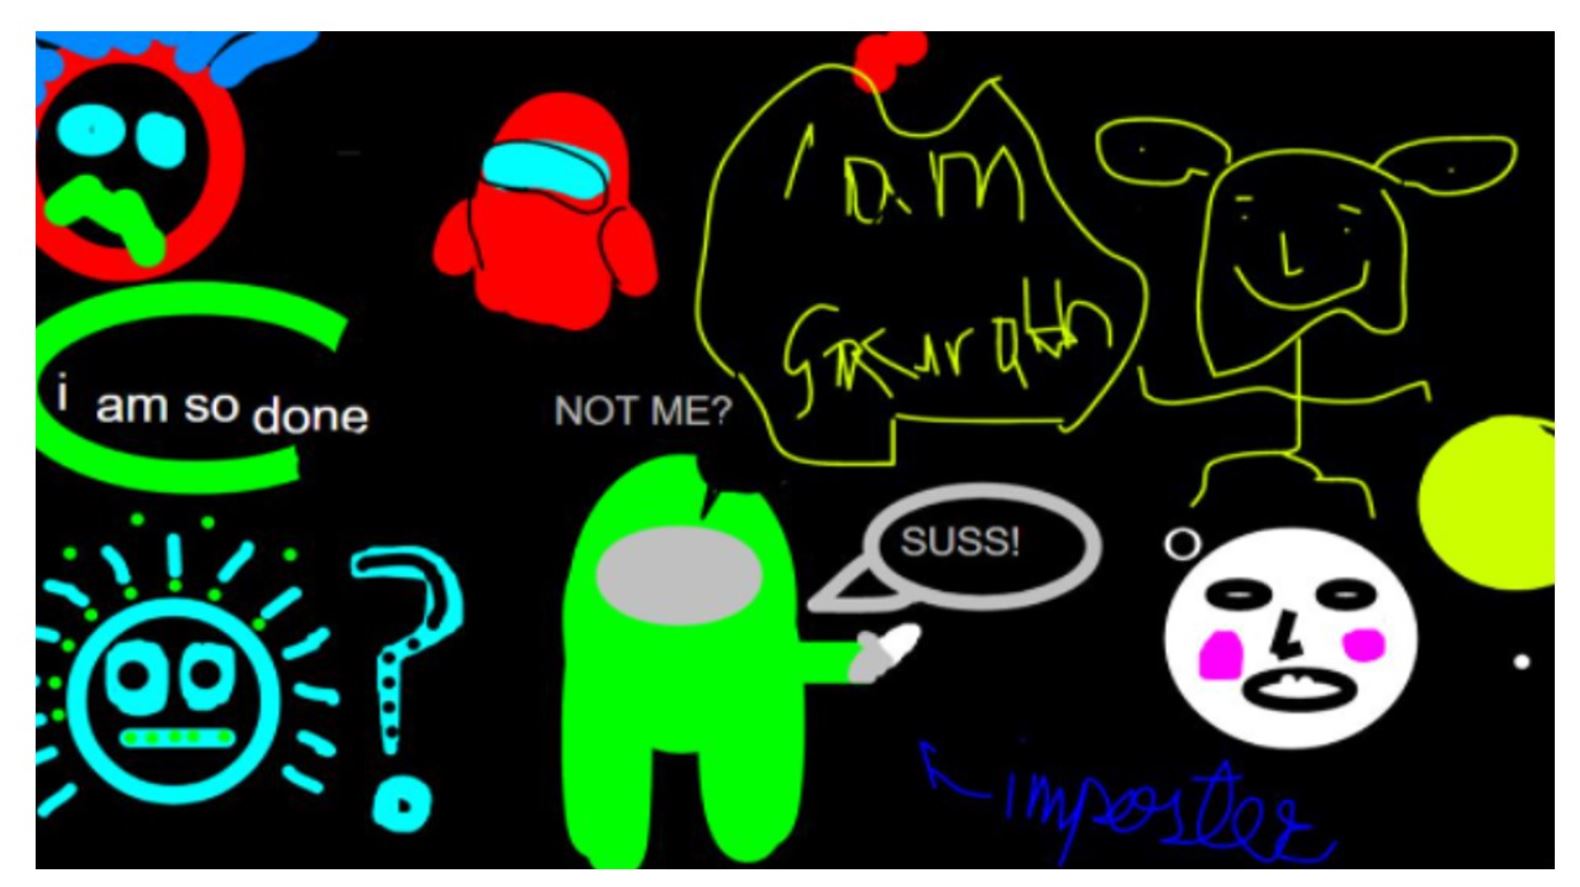 I am
i am so done
NOT ME?
SUSS!
imposter